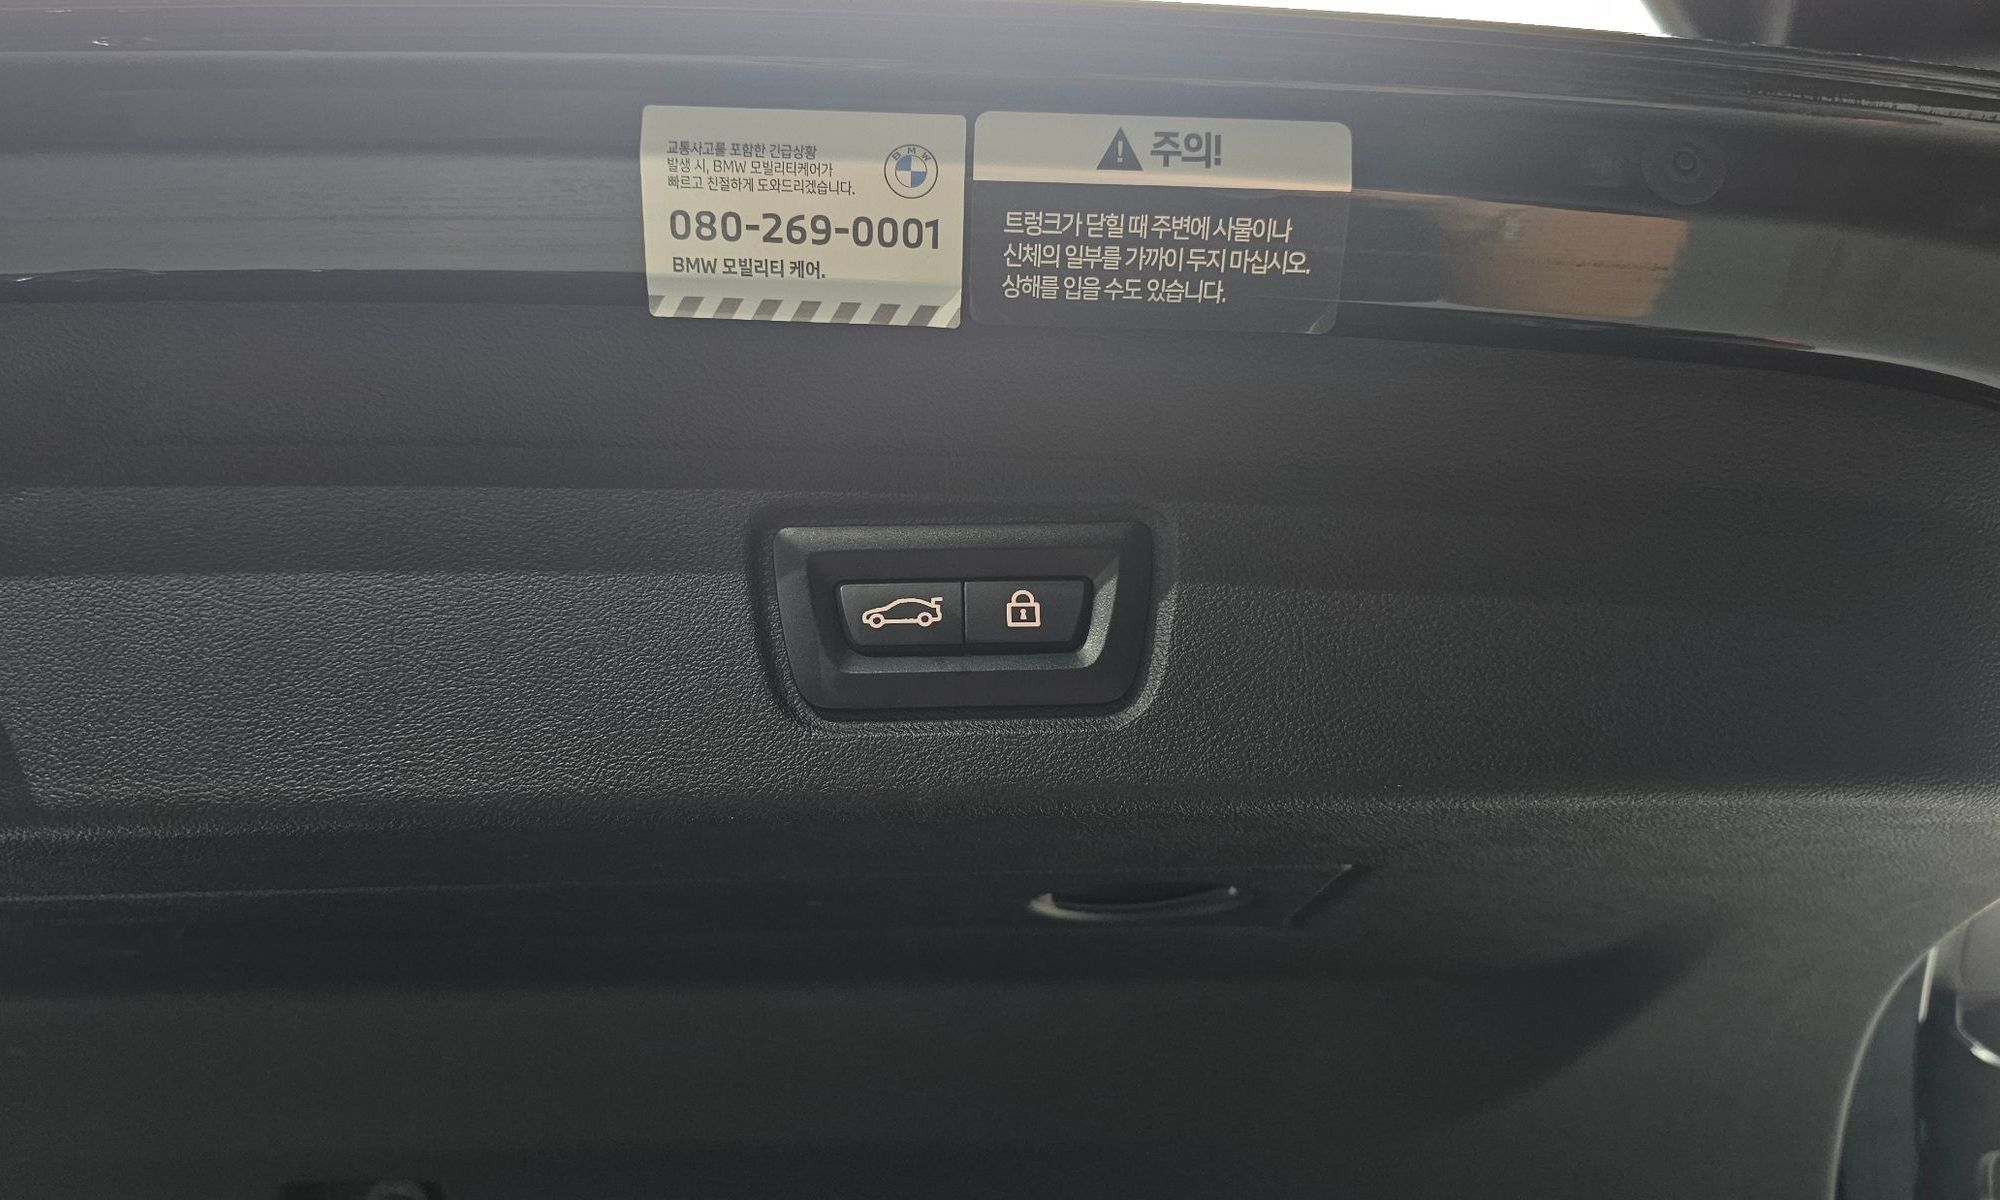 교통사고를 포함한 긴급상황
발생 시, BMW 모빌리티케어가
빠르고 친절하게 도와드리겠습니다.
BMW
080-269-0001
BMW 모빌리티 케어.
주의!
트렁크가 닫힐 때 주변에 사물이나
신체의 일부를 가까이 두지 마십시오.
상해를 입을 수도 있습니다.